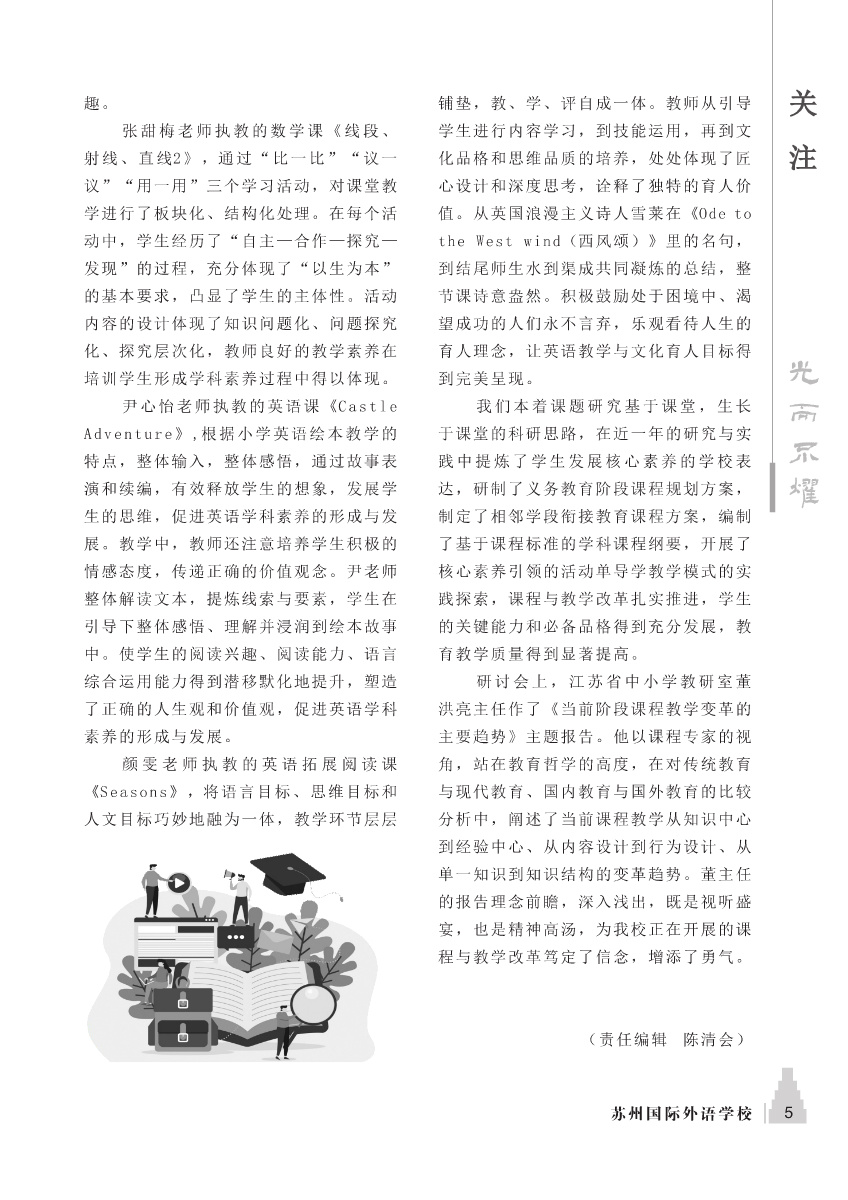 趣。
张甜梅老师执教的数学课《线段、
射线、直线2》，通过“比一比”“议一
议”“用一用”三个学习活动，对课堂教
学进行了板块化、结构化处理。在每个活
动中，学生经历了“自主—合作—探究—
发现”的过程，充分体现了“以生为本”
的基本要求，凸显了学生的主体性。活动
内容的设计体现了知识问题化、问题探究
化、探究层次化，教师良好的教学素养在
培训学生形成学科素养过程中得以体现。
尹心怡老师执教的英语课《Castle
Adventure》,根据小学英语绘本教学的
特点，整体输入，整体感悟，通过故事表
演和续编，有效释放学生的想象，发展学
生的思维，促进英语学科素养的形成与发
展。教学中，教师还注意培养学生积极的
情感态度，传递正确的价值观念。尹老师
整体解读文本，提炼线索与要素，学生在
引导下整体感悟、理解并浸润到绘本故事
中。使学生的阅读兴趣、阅读能力、语言
综合运用能力得到潜移默化地提升，塑造
了正确的人生观和价值观，促进英语学科
素养的形成与发展。
颜雯老师执教的英语拓展阅读课
《Seasons》，将语言目标、思维目标和
人文目标巧妙地融为一体，教学环节层层
铺垫，教、学、评自成一体。教师从引导
学生进行内容学习，到技能运用，再到文
化品格和思维品质的培养，处处体现了匠
心设计和深度思考，诠释了独特的育人价
值。从英国浪漫主义诗人雪莱在《Ode to
the West wind（西风颂）》里的名句，
到结尾师生水到渠成共同凝炼的总结，整
节课诗意盎然。积极鼓励处于困境中、渴
望成功的人们永不言弃，乐观看待人生的
育人理念，让英语教学与文化育人目标得
到完美呈现。
我们本着课题研究基于课堂，生长
于课堂的科研思路，在近一年的研究与实
践中提炼了学生发展核心素养的学校表
达，研制了义务教育阶段课程规划方案，
制定了相邻学段衔接教育课程方案，编制
了基于课程标准的学科课程纲要，开展了
核心素养引领的活动单导学教学模式的实
践探索，课程与教学改革扎实推进，学生
的关键能力和必备品格得到充分发展，教
育教学质量得到显著提高。
研讨会上，江苏省中小学教研室董
洪亮主任作了《当前阶段课程教学变革的
主要趋势》主题报告。他以课程专家的视
角，站在教育哲学的高度，在对传统教育
与现代教育、国内教育与国外教育的比较
分析中，阐述了当前课程教学从知识中心
到经验中心、从内容设计到行为设计、从
单一知识到知识结构的变革趋势。董主任
的报告理念前瞻，深入浅出，既是视听盛
宴，也是精神高汤，为我校正在开展的课
程与教学改革笃定了信念，增添了勇气。
（责任编辑 陈清会）
关注
光而不耀
苏州国际外语学校
5